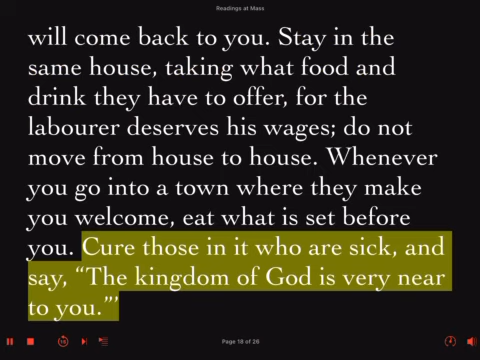 Readings at Mass
will come back to you. Stay in the
same house, taking what food and
drink they have to offer, for the
labourer deserves his wages; do not
move from house to house. Whenever
you go into a town where they make
you welcome, eat what is set before
you. Cure those in it who are sick, and
say, “The kingdom of God is very near
to you.”’
Page 18 of 26